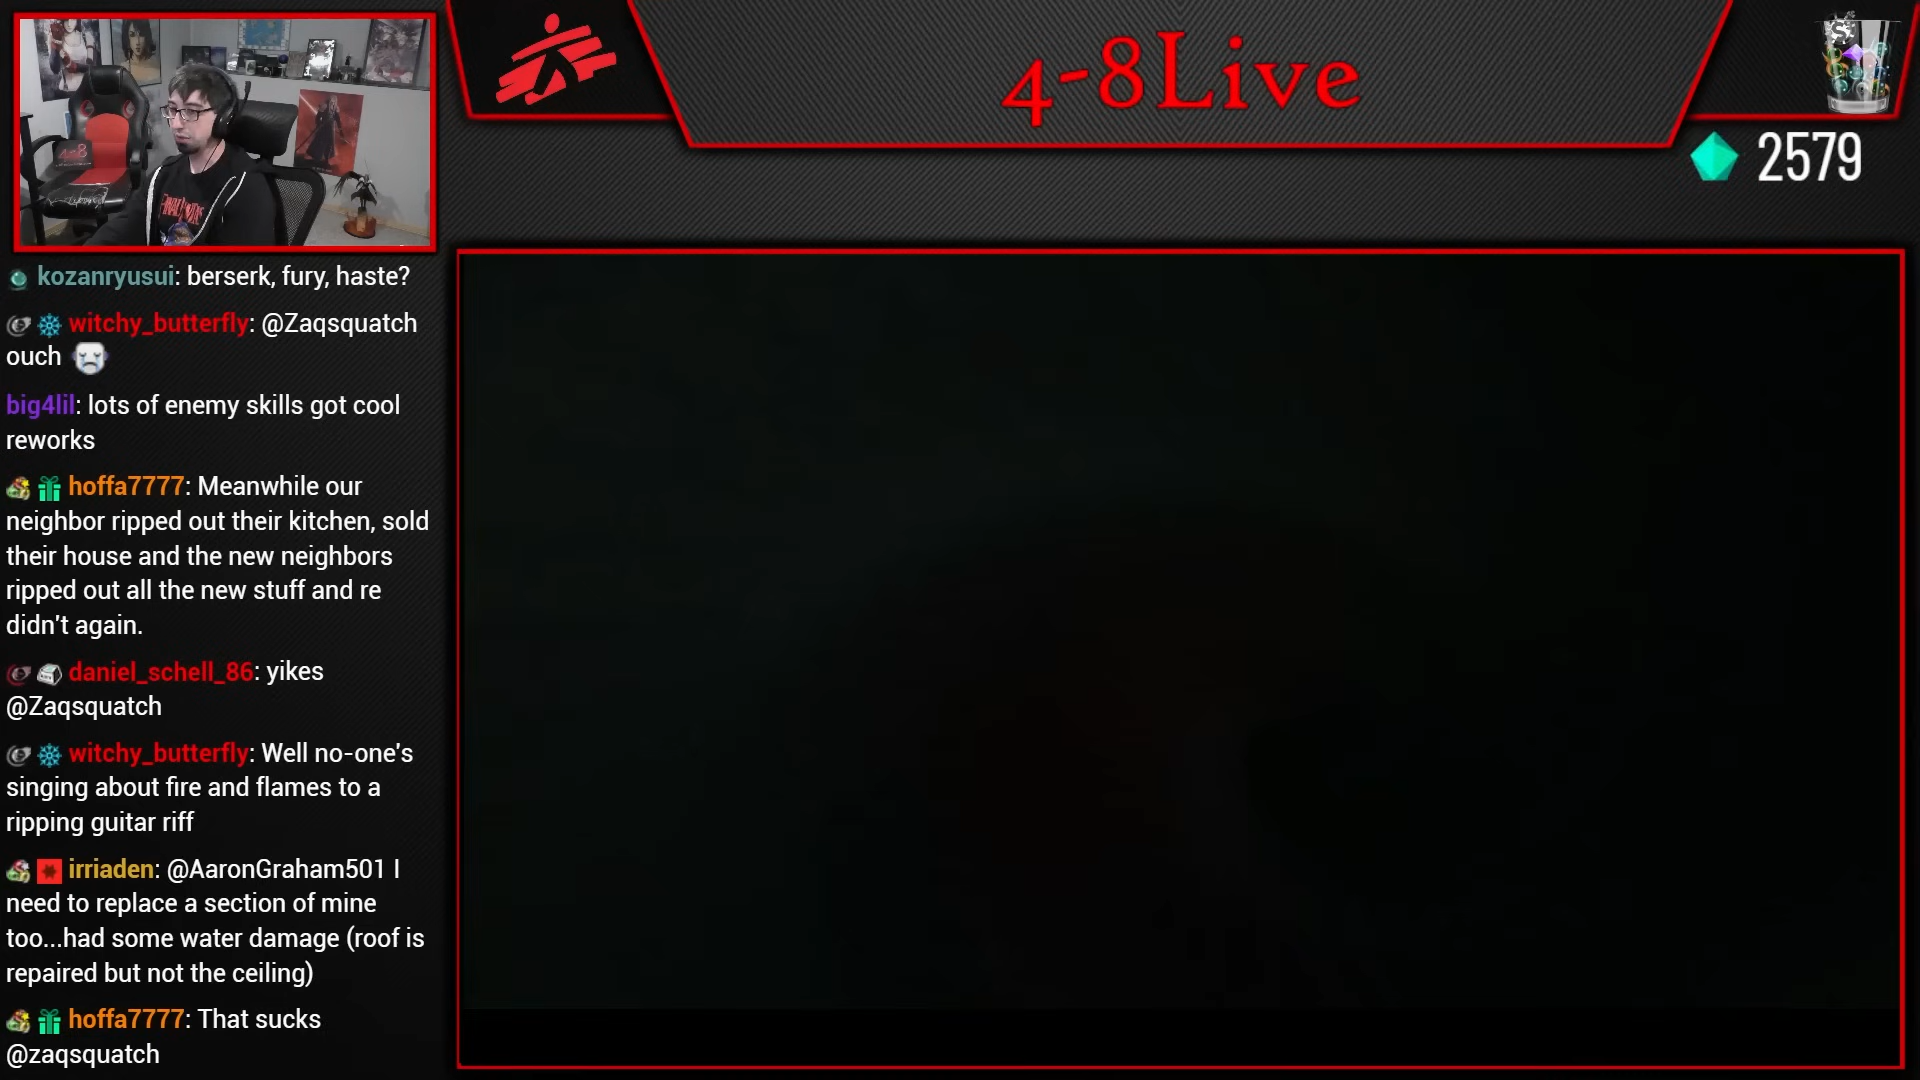 4-8Live
2579
kozanryusui: berserk, fury, haste?
witchy_butterfly: @Zaqsquatch
ouch
big4lil: lots of enemy skills got cool
reworks
hoffa7777: Meanwhile our
neighbor ripped out their kitchen, sold
their house and the new neighbors
ripped out all the new stuff and re
didn't again.
daniel_schell_86: yikes
@Zaqsquatch
witchy_butterfly: Well no-one's
singing about fire and flames to a
ripping guitar riff
irriaden: @AaronGraham501 I
need to replace a section of mine
too...had some water damage (roof is
repaired but not the ceiling)
hoffa7777: That sucks
@zaqsquatch